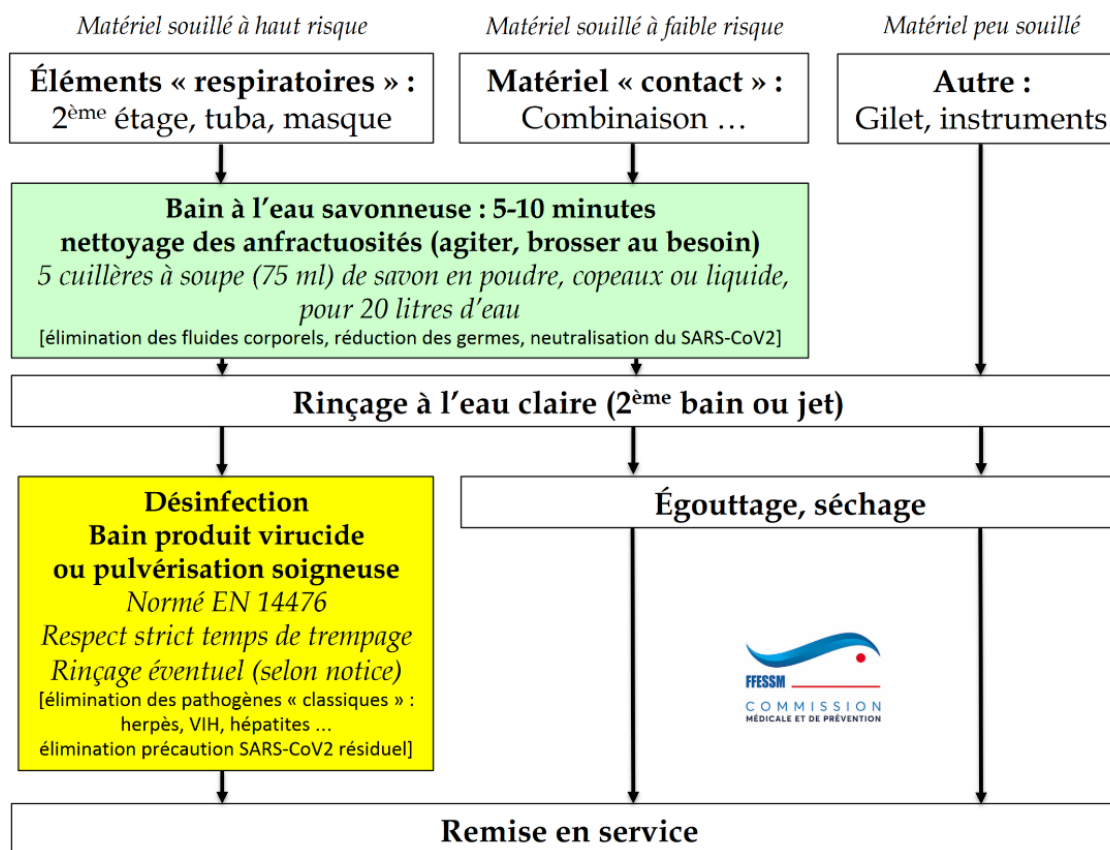 Matériel souillé à haut risque
Matériel souillé à faible risque
Matériel peu souillé
Éléments « respiratoires » :
2ème étage, tuba, masque
Matériel « contact » :
Combinaison …
Autre :
Gilet, instruments
Bain à l’eau savonneuse : 5-10 minutes
nettoyage des anfractuosités (agiter, brosser au besoin)
5 cuillères à soupe (75 ml) de savon en poudre, copeaux ou liquide,
pour 20 litres d’eau
[élimination des fluides corporels, réduction des germes, neutralisation du SARS-CoV2]
Rinçage à l’eau claire (2ème bain ou jet)
Désinfection
Bain produit virucide
ou pulvérisation soigneuse
Normé EN 14476
Respect strict temps de trempage
Rinçage éventuel (selon notice)
[élimination des pathogènes « classiques » :
herpès, VIH, hépatites ...
élimination précaution SARS-CoV2 résiduel]
Égouttage, séchage
FFESSM
COMMISSION
MÉDICALE ET DE PRÉVENTION
Remise en service